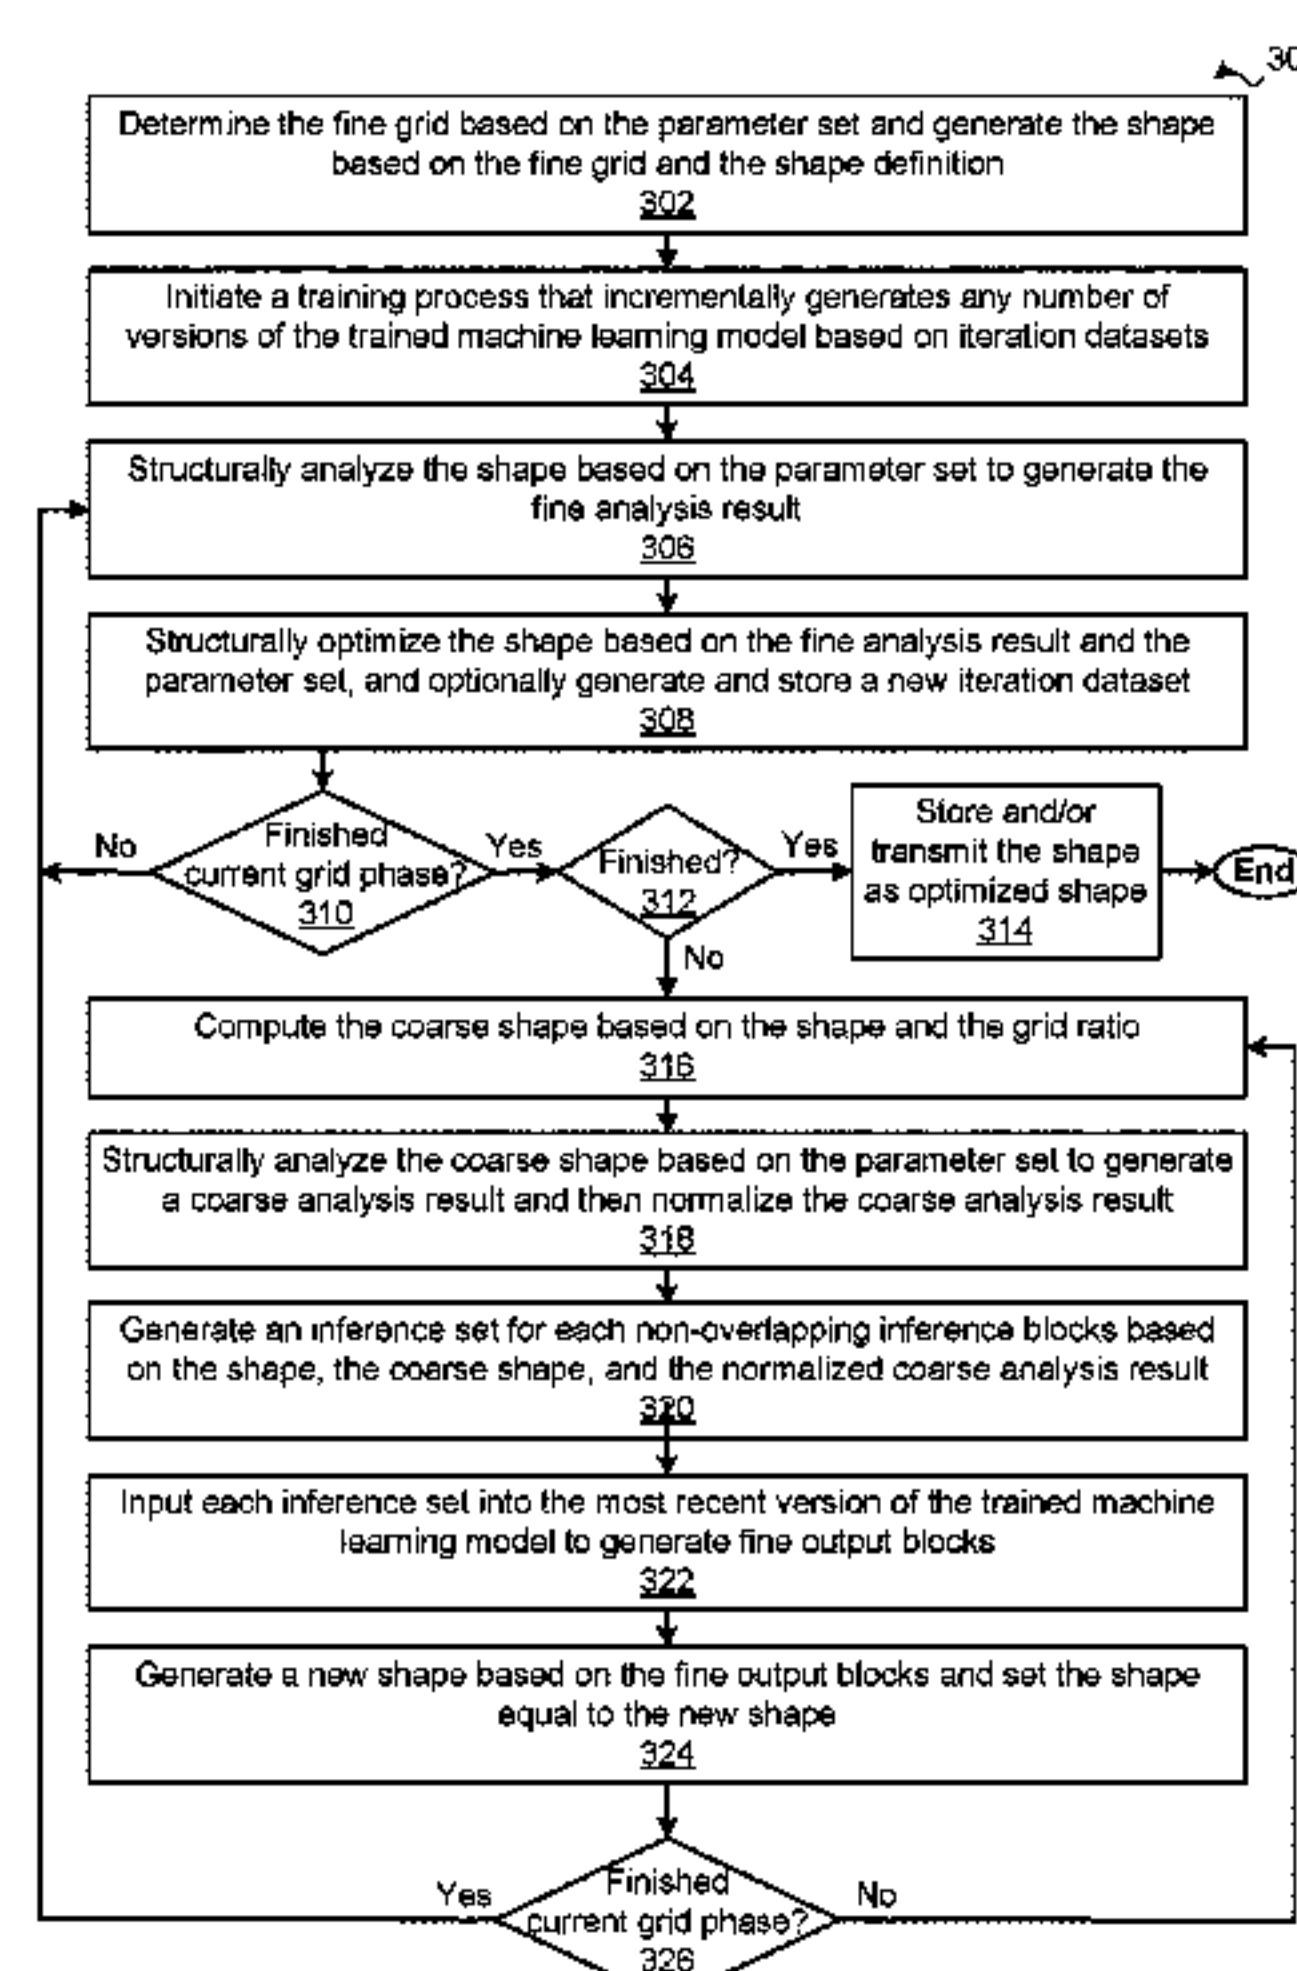 30
Determine the fine grid based on the parameter set and generate the shape
based on the fine grid and the shape definition
302
Initiate a training process that incrementally generates any number of
versions of the trained machine learning model based on iteration datasets
304
Structurally analyze the shape based on the parameter set to generate the
fine analysis result
306
Structurally optimize the shape based on the fine analysis result and the
parameter set, and optionally generate and store a new iteration dataset
308
No
Finished
current grid phase?
310
Yes
Finished?
312
Yes
No
Store and/or
transmit the shape
as optimized shape
314
End
Compute the coarse shape based on the shape and the grid ratio
316
Structurally analyze the coarse shape based on the parameter set to generate
a coarse analysis result and then normalize the coarse analysis result
318
Generate an inference set for each non-overlapping inference blocks based
on the shape, the coarse shape, and the normalized coarse analysis result
320
Input each inference set into the most recent version of the trained machine
learning model to generate fine output blocks
322
Generate a new shape based on the fine output blocks and set the shape
equal to the new shape
324
Yes
Finished
current grid phase?
326
No